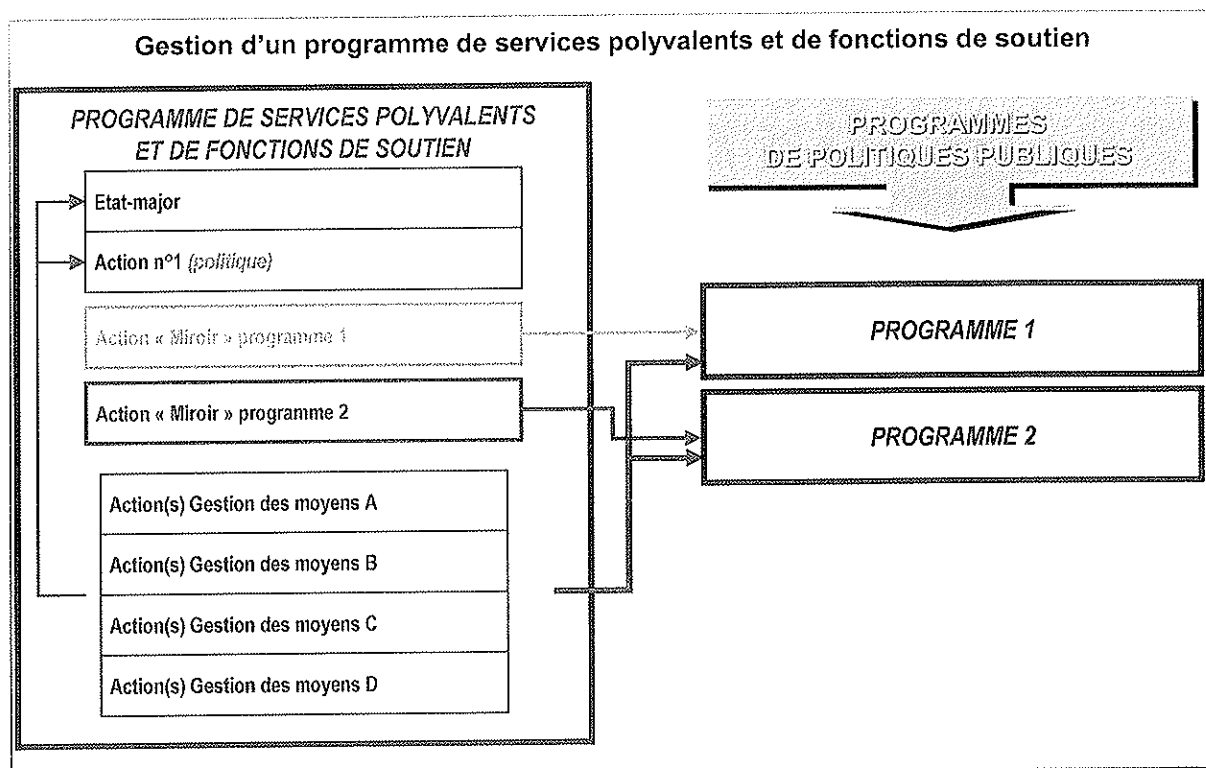 Gestion d'un programme de services polyvalents et de fonctions de soutien
PROGRAMME DE SERVICES POLYVALENTS
ET DE FONCTIONS DE SOUTIEN
Etat-major
Action n°1 (politique)
Action « Miroir » programme 1
Action « Miroir » programme 2
Action(s) Gestion des moyens A
Action(s) Gestion des moyens B
Action(s) Gestion des moyens C
Action(s) Gestion des moyens D
PROGRAMMES
DE POLITIQUES PUBLIQUES
PROGRAMME 1
PROGRAMME 2